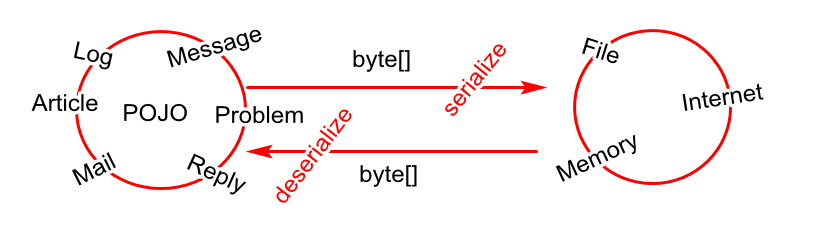 Log
Message
Article
POJO
Problem
Mail
Reply
byte[]
serialize
deserialize
byte[]
File
Internet
Memory